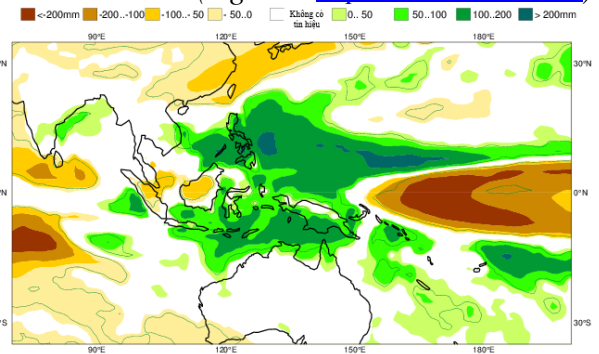 <-200mm -200..-100 -100..- 50 - 50..0 Không có tín hiệu 0.. 50 50..100 100..200 > 200mm
90°E 120°E 150°E 180°E
30°N
0°N 0°N
30°S
90°E 120°E 150°E 180°E